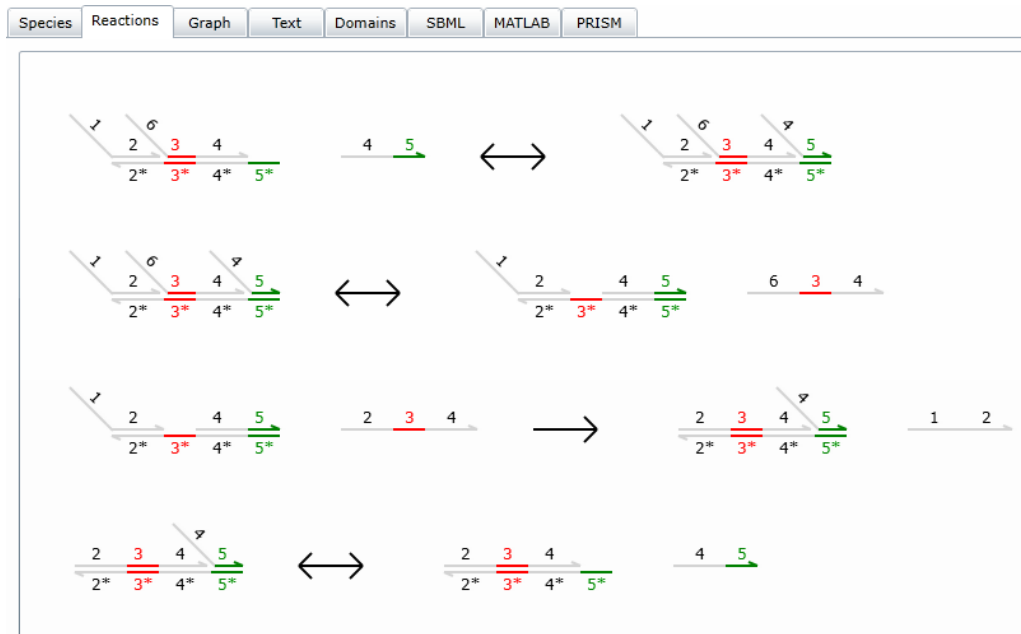 Species Reactions Graph Text Domains SBML MATLAB PRISM
1 6 1 6 4
2 3 4 4 5 2 3 4 5
2* 3* 4* 5* 2* 3* 4* 5*
1 6 4 1
2 3 4 5 2 4 5 6 3 4
2* 3* 4* 5* 2* 3* 4* 5*
1 4
2 4 5 2 3 4 2 3 4 5 1 2
2* 3* 4* 5* 2* 3* 4* 5*
4
2 3 4 5 2 3 4 4 5
2* 3* 4* 5* 2* 3* 4* 5*